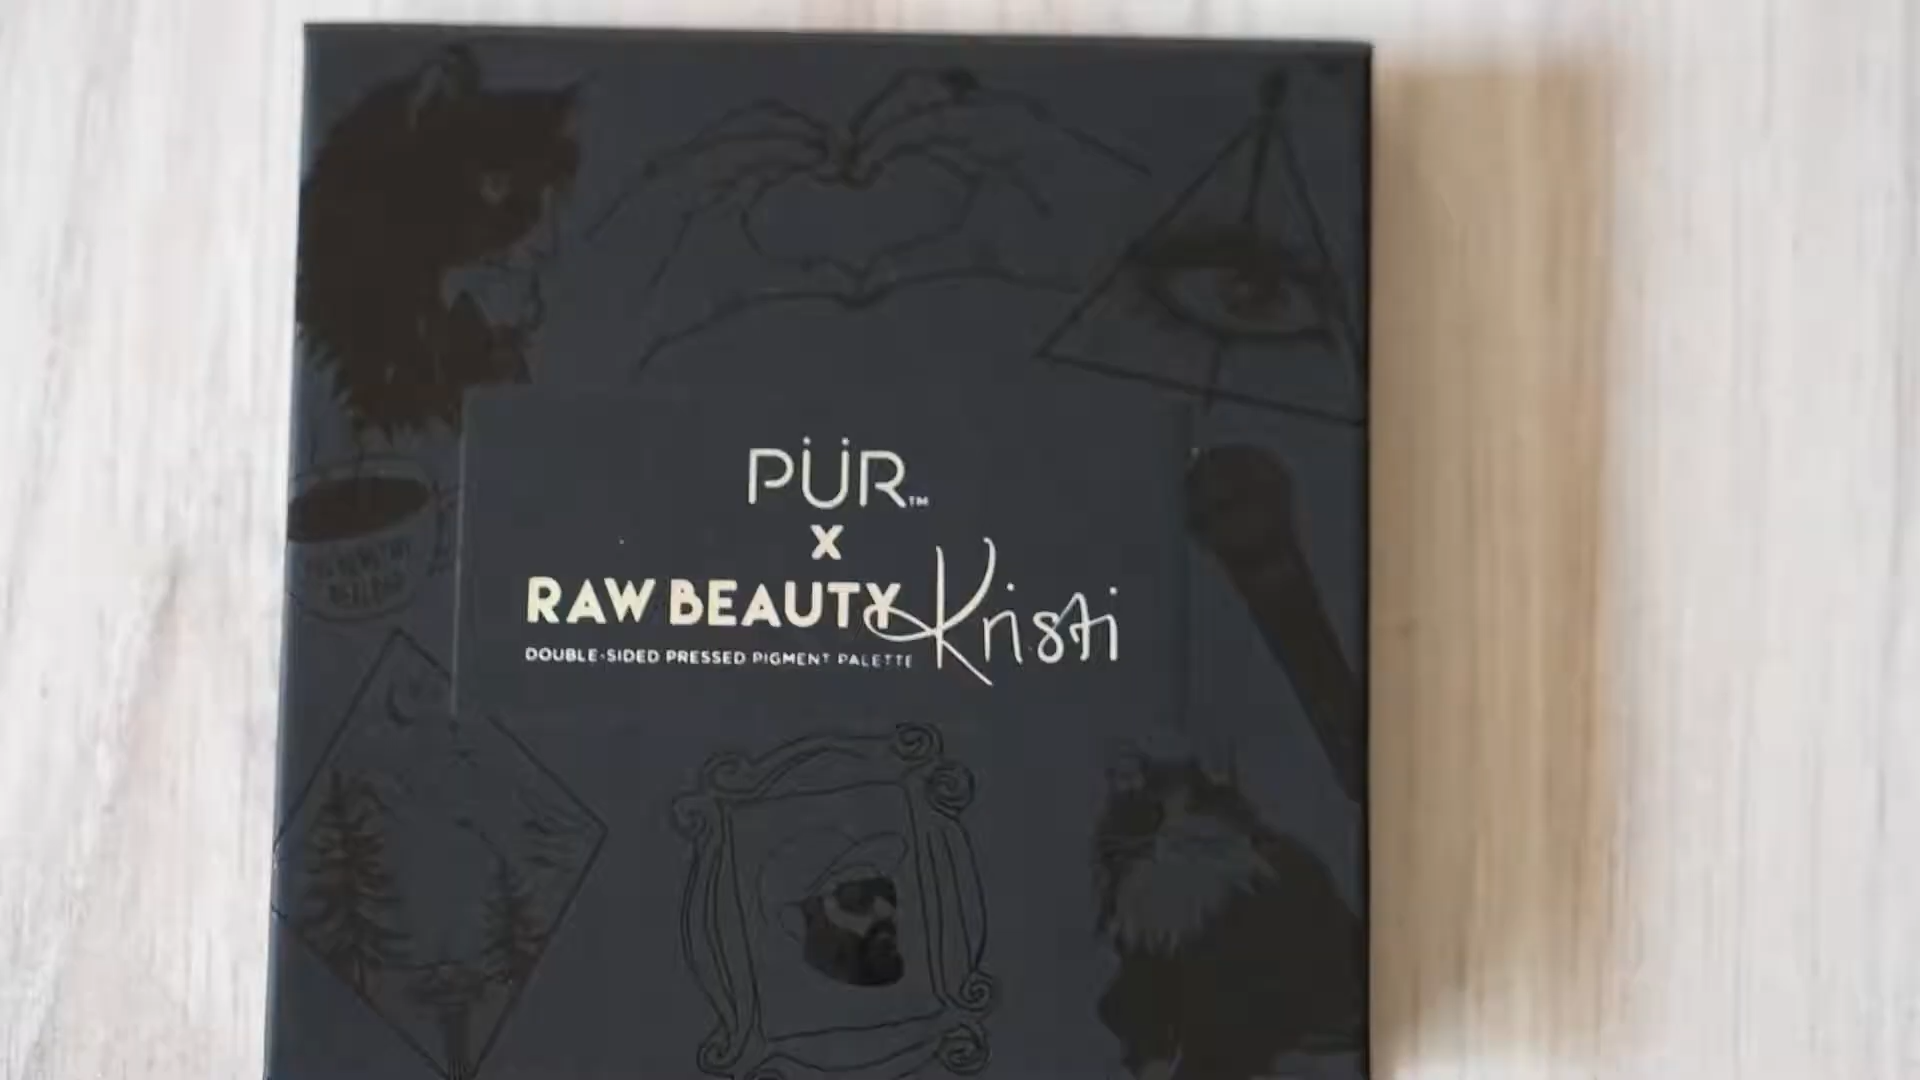 PÜR™
X
RAW BEAUTY Kristi
DOUBLE-SIDED PRESSED PIGMENT PALETTE